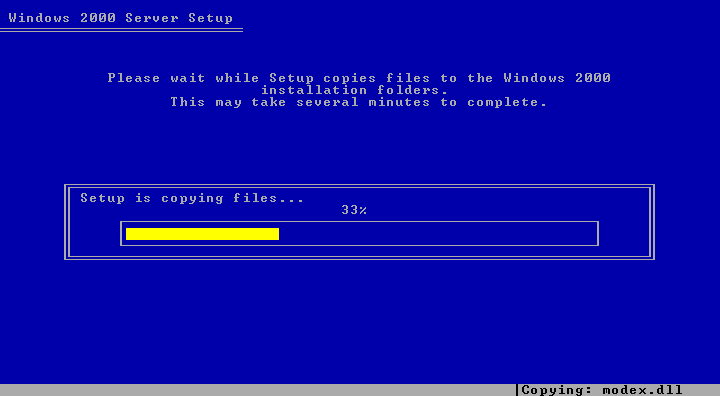 Windows 2000 Server Setup
Please wait while Setup copies files to the Windows 2000
installation folders.
This may take several minutes to complete.
Setup is copying files...
33%
Copying: modex.dll